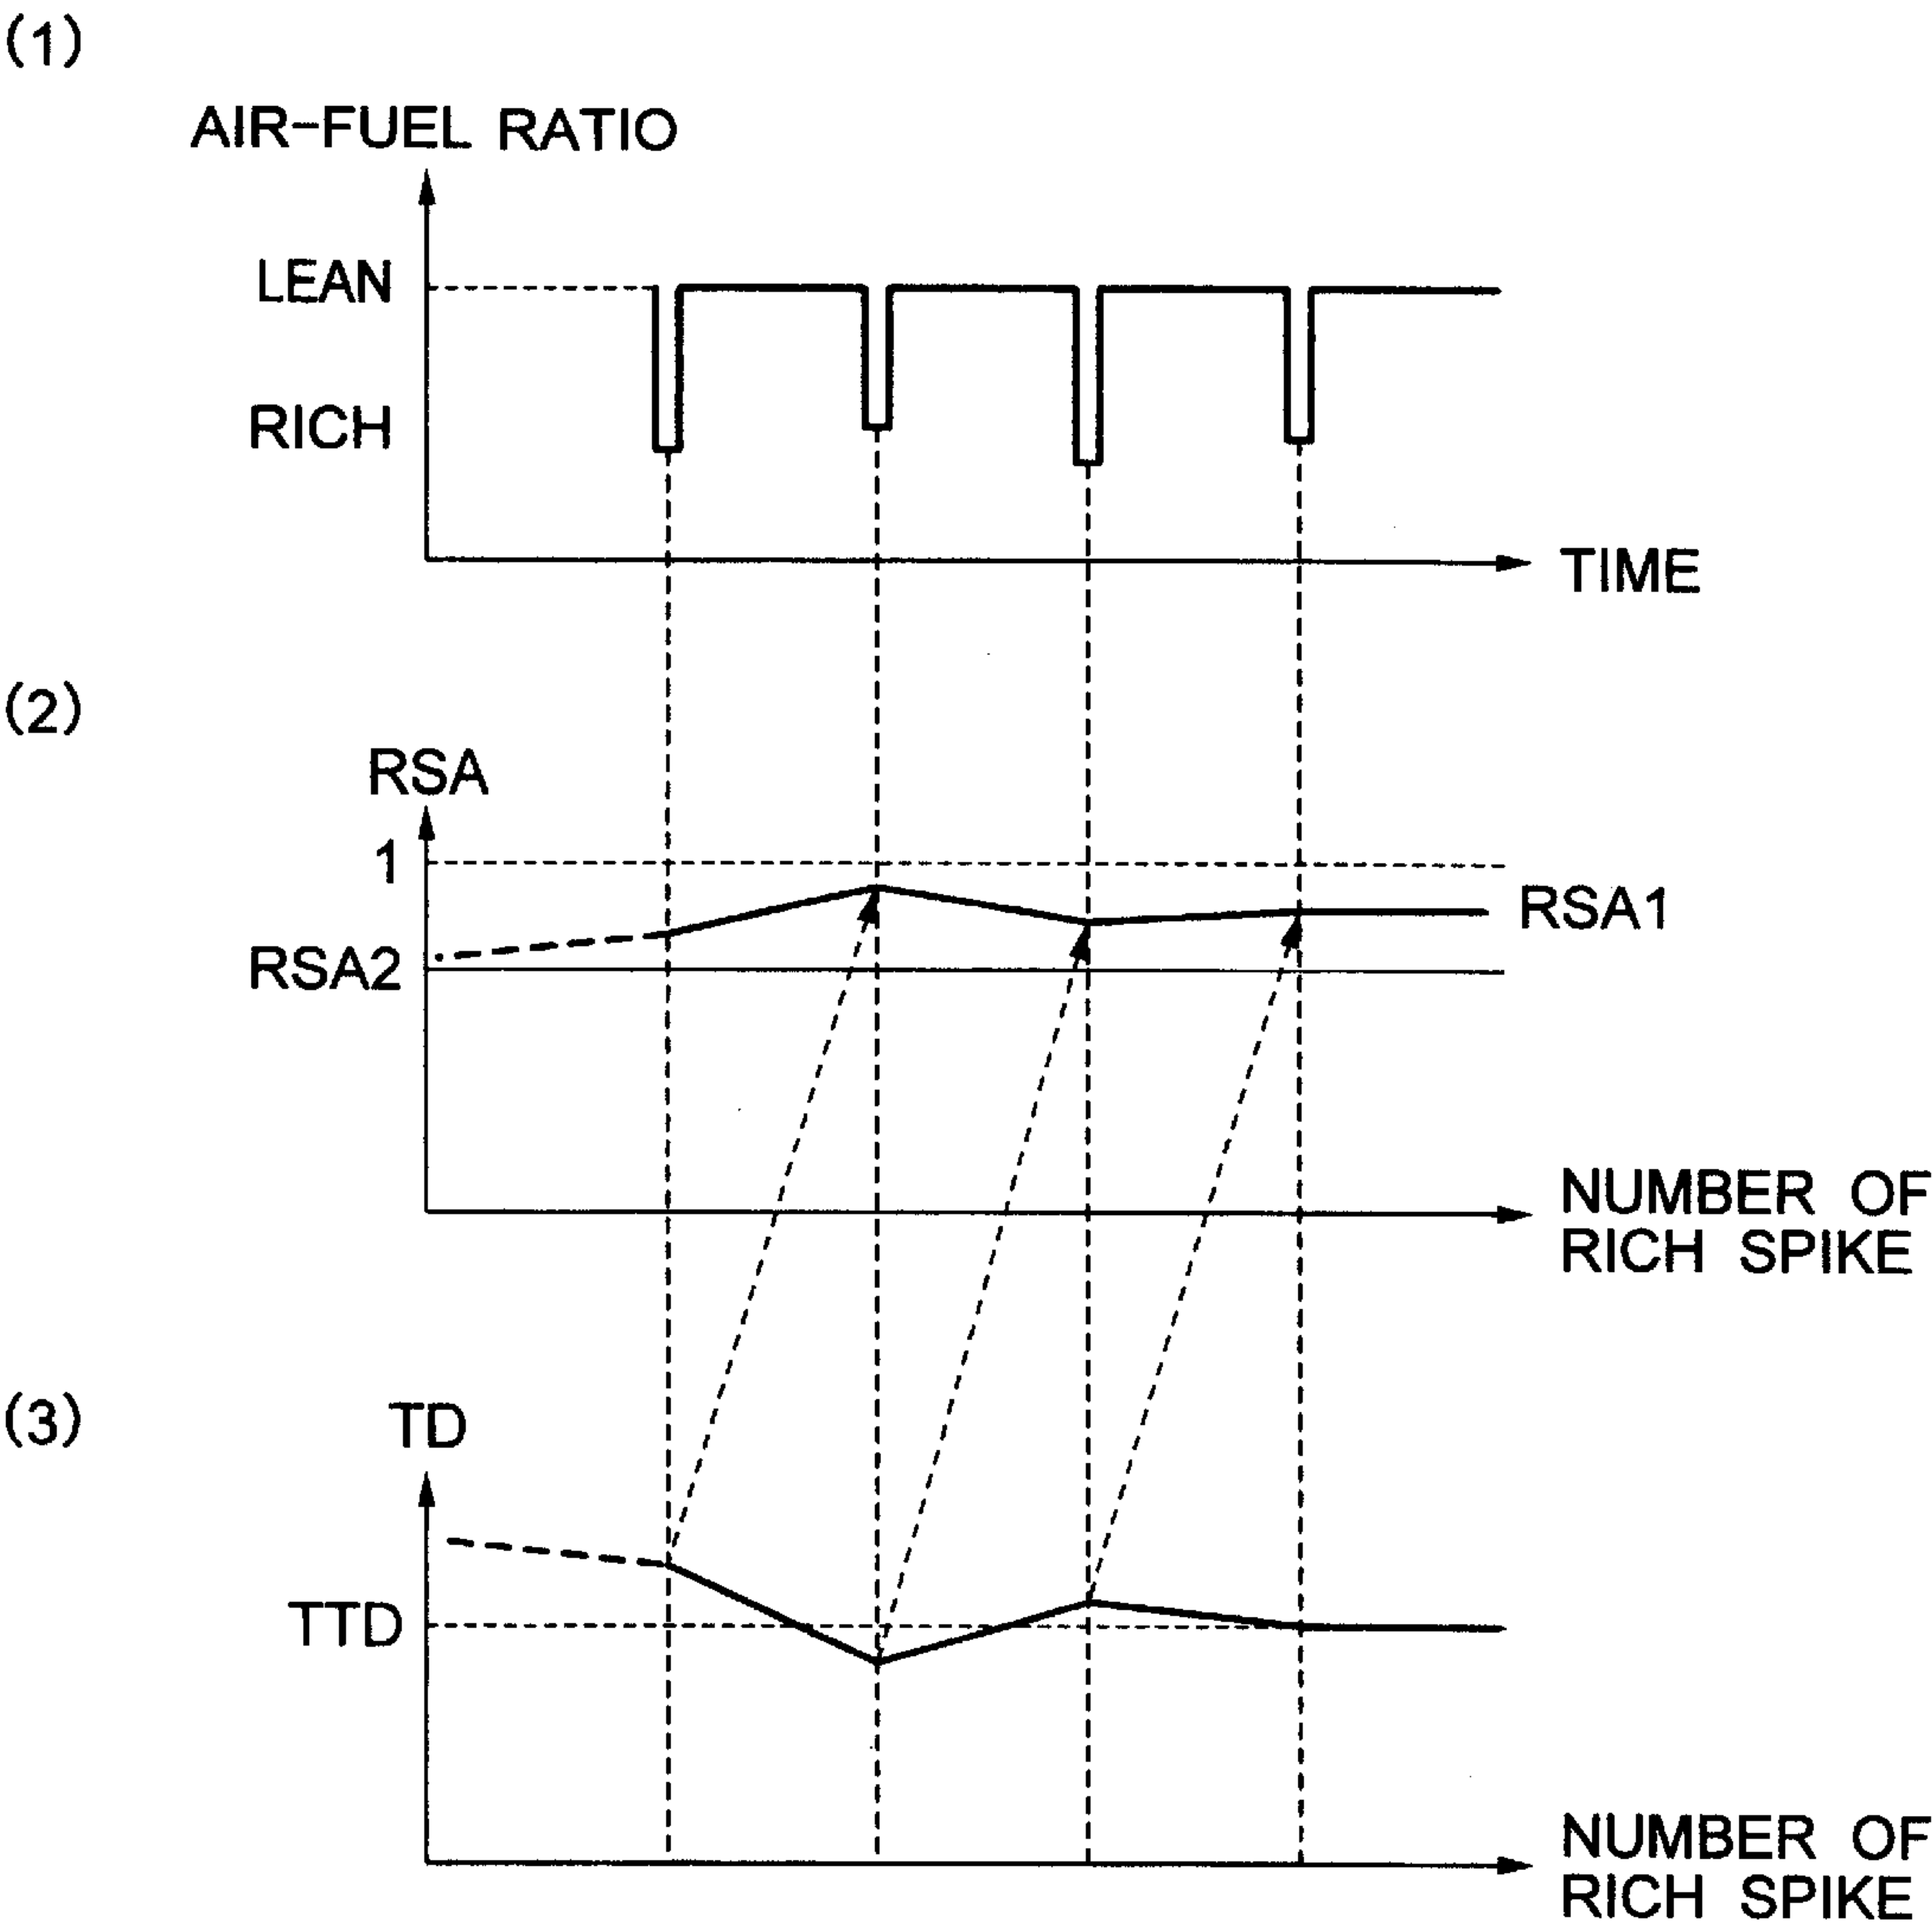 (1)
AIR-FUEL RATIO
LEAN
RICH
TIME
(2)
RSA
1
RSA1
RSA2
NUMBER OF
RICH SPIKE
(3)
TD
TTD
NUMBER OF
RICH SPIKE